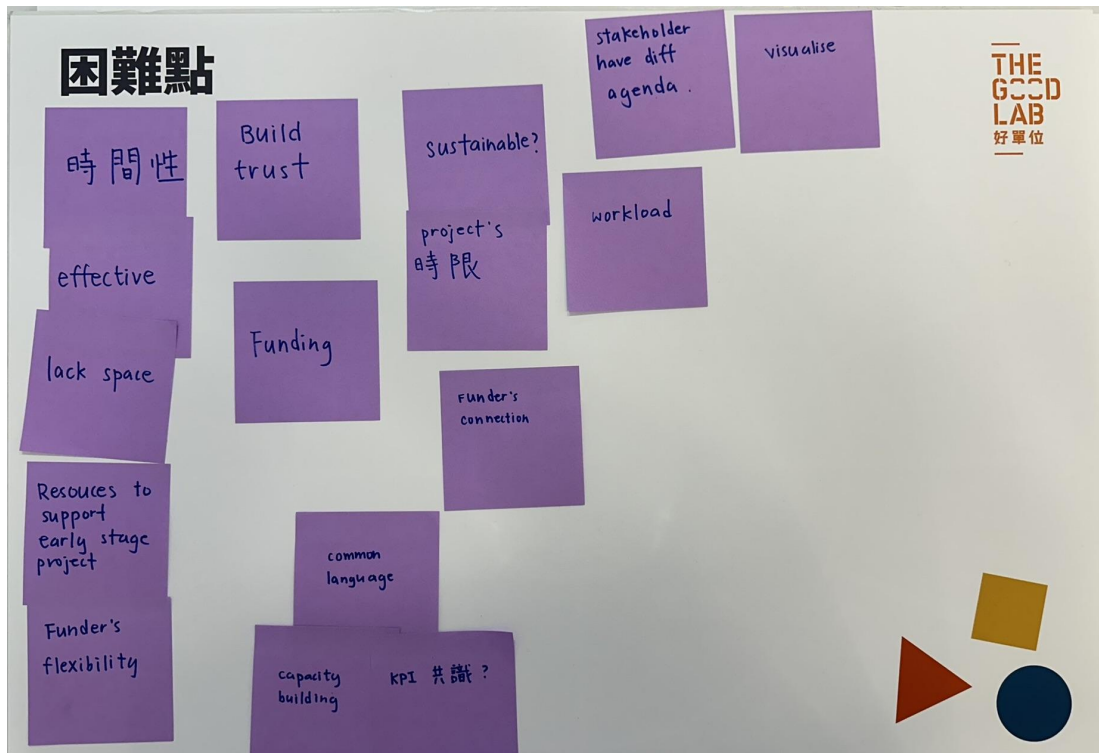 困難點
時間性
effective
lack space
Resouces to
support
early stage
project
Funder's
flexibility
Build
trust
Funding
common
language
capacity
building
KPI 共識?
sustainable?
project's
時限
Funder's
connection
stakeholder
have diff
agenda.
workload
visualise
THE
GOOD
LAB
好單位